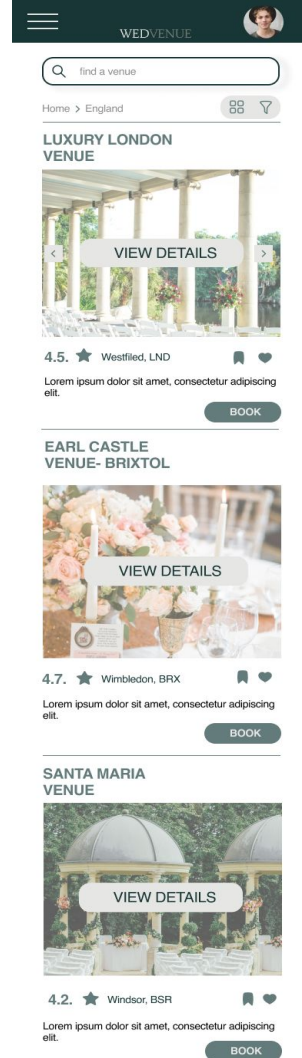 WEDVENUE
find a venue
Home > England
LUXURY LONDON
VENUE
VIEW DETAILS
4.5. Westfiled, LND
Lorem ipsum dolor sit amet, consectetur adipiscing
elit.
BOOK
EARL CASTLE
VENUE- BRIXTOL
VIEW DETAILS
4.7. Wimbledon, BRX
Lorem ipsum dolor sit amet, consectetur adipiscing
elit.
BOOK
SANTA MARIA
VENUE
VIEW DETAILS
4.2. Windsor, BSR
Lorem ipsum dolor sit amet, consectetur adipiscing
elit.
BOOK